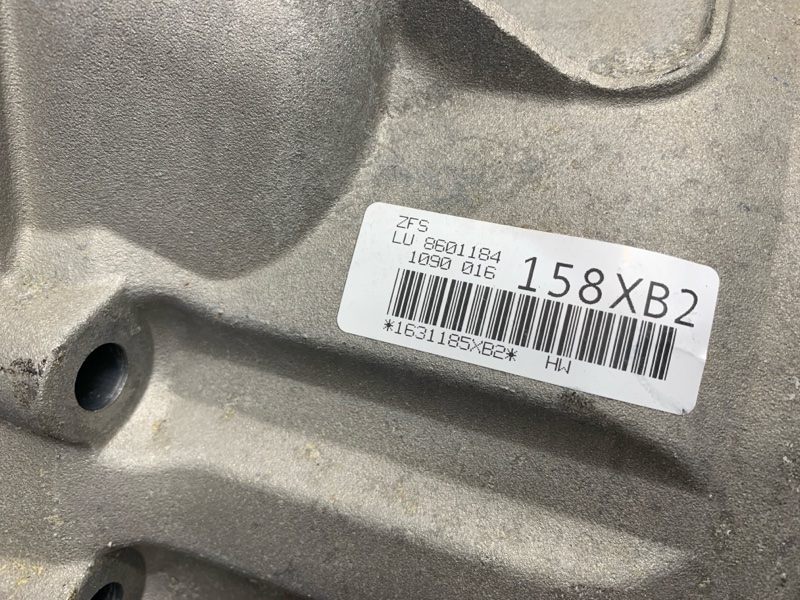 ZFS
LU 8601184
1090 016
158XB2
*1631185XB2*
HW